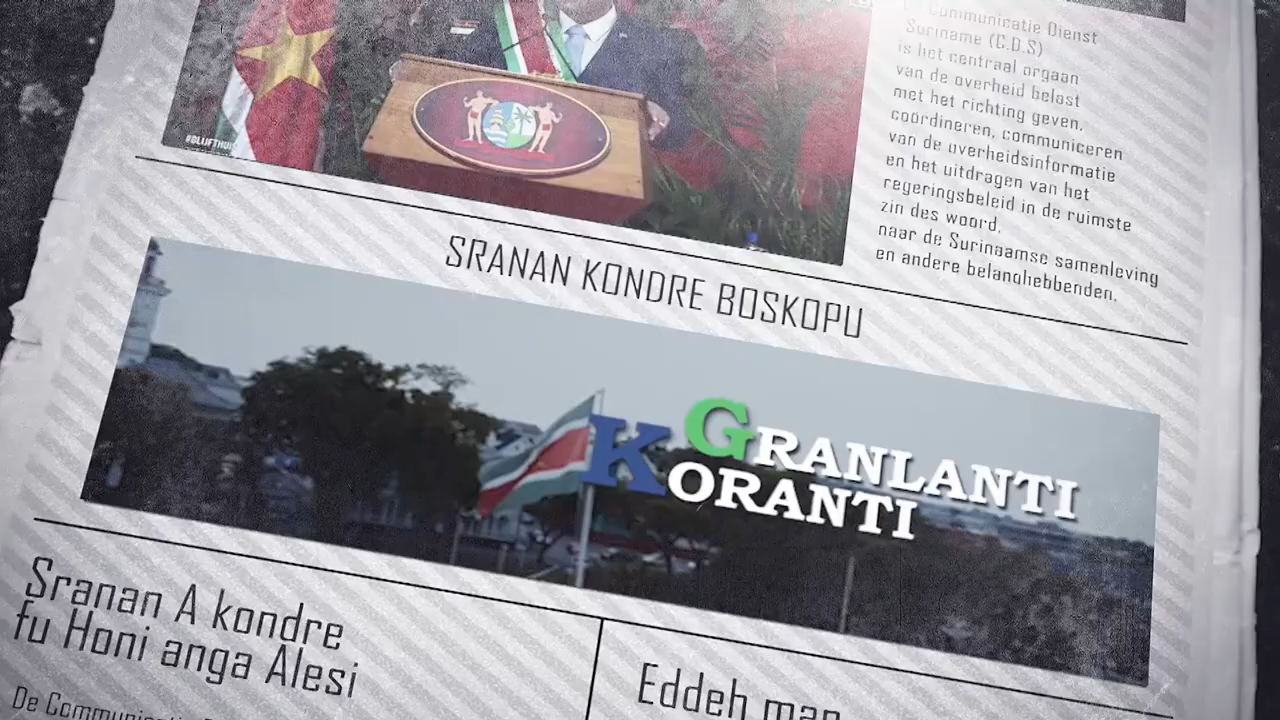 Communicatie Dienst
Suriname (C.D.S)
is het centraal orgaan
van de overheid belast
met het richting geven,
coördineren, communiceren
van de overheidsinformatie
en het uitdragen van het
regeringsbeleid in de ruimste
zin des woord,
naar de Surinaamse samenleving
en andere belanghebbenden.
SRANAN KONDRE BOSKOPU
GRANLANTI
KORANTI
Sranan A kondre
fu Honi anga Alesi
De
Eddeh man